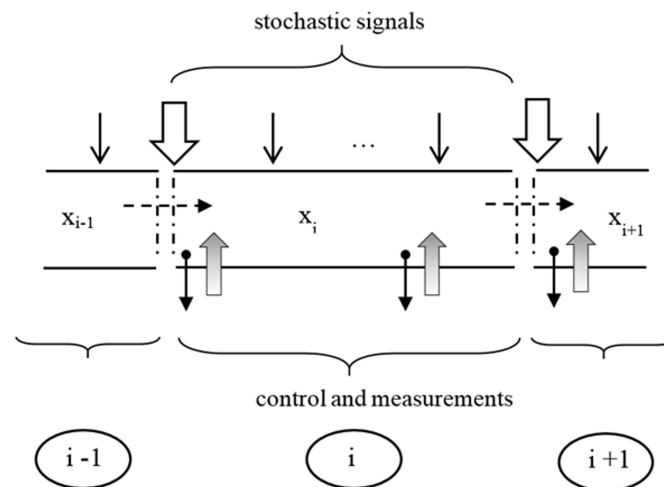 stochastic signals
...
x_{i-1} x_i x_{i+1}
control and measurements
i -1 i i +1